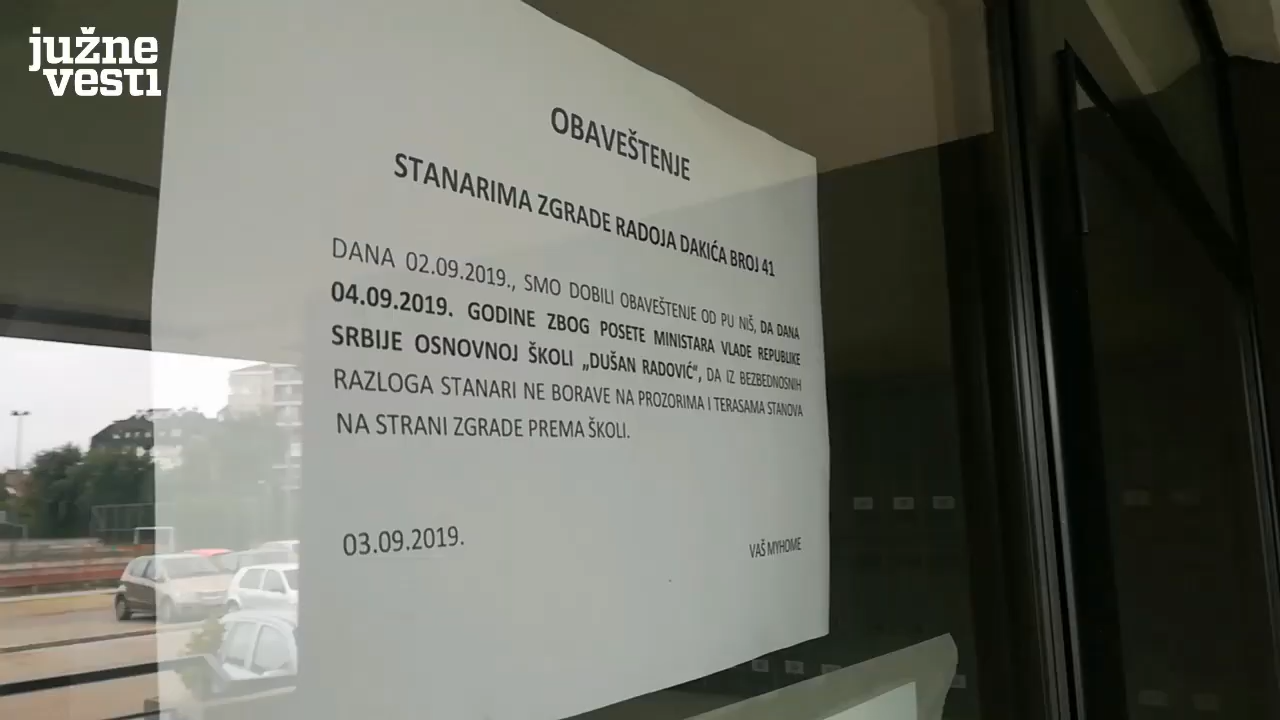 južne
vesti
OBAVEŠTENJE
STANARIMA ZGRADE RADOJA DAKIĆA BROJ 41
DANA 02.09.2019., SMO DOBILI OBAVEŠTENJE OD PU NIŠ, DA DANA
04.09.2019. GODINE ZBOG POSETE MINISTARA VLADE REPUBLIKE
SRBIJE OSNOVNOJ ŠKOLI „DUŠAN RADOVIĆ“, DA IZ BEZBEDNOSNIH
RAZLOGA STANARI NE BORAVE NA PROZORIMA I TERASAMA STANOVA
NA STRANI ZGRADE PREMA ŠKOLI.
03.09.2019.
VAŠ MYHOME